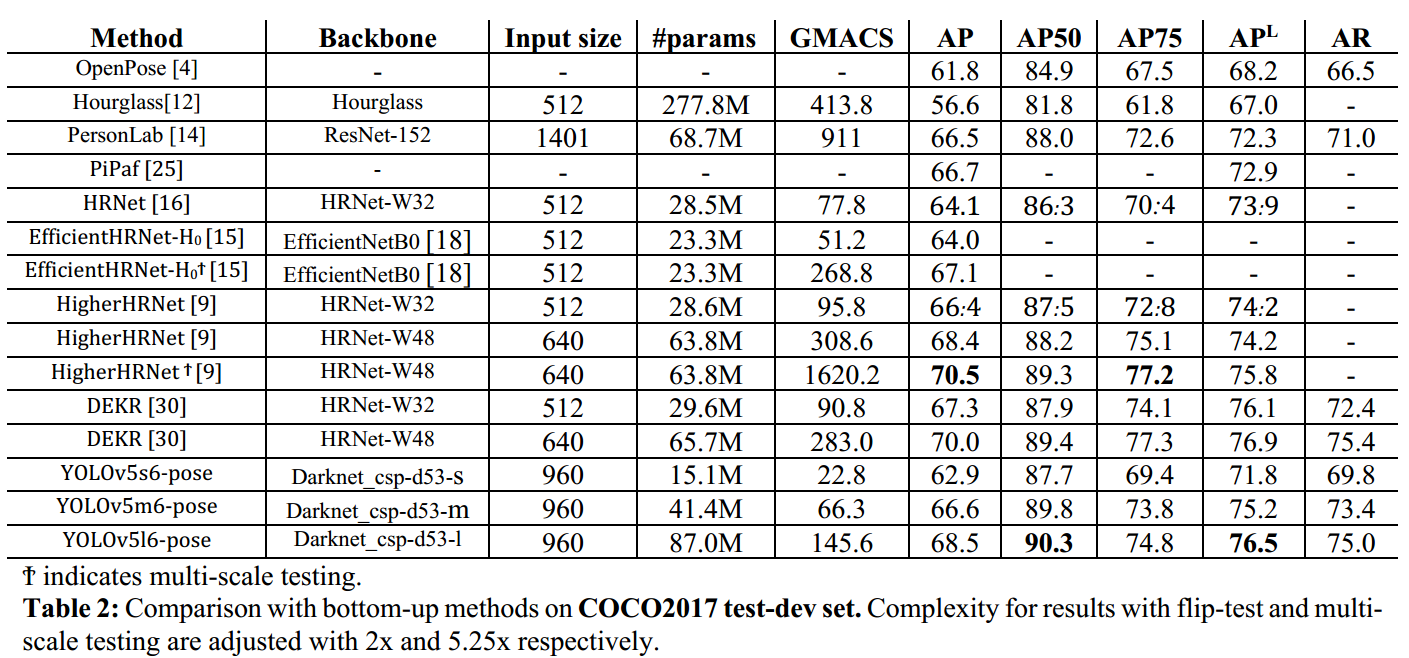 Method Backbone Input size #params GMACS AP AP50 AP75 APᴸ AR
OpenPose [4] - - - - 61.8 84.9 67.5 68.2 66.5
Hourglass[12] Hourglass 512 277.8M 413.8 56.6 81.8 61.8 67.0 -
PersonLab [14] ResNet-152 1401 68.7M 911 66.5 88.0 72.6 72.3 71.0
PiPaf [25] - - - - 66.7 - - 72.9 -
HRNet [16] HRNet-W32 512 28.5M 77.8 64.1 86:3 70:4 73:9 -
EfficientHRNet-H₀ [15] EfficientNetB0 [18] 512 23.3M 51.2 64.0 - - - -
EfficientHRNet-H₀† [15] EfficientNetB0 [18] 512 23.3M 268.8 67.1 - - - -
HigherHRNet [9] HRNet-W32 512 28.6M 95.8 66:4 87:5 72:8 74:2 -
HigherHRNet [9] HRNet-W48 640 63.8M 308.6 68.4 88.2 75.1 74.2 -
HigherHRNet † [9] HRNet-W48 640 63.8M 1620.2 70.5 89.3 77.2 75.8 -
DEKR [30] HRNet-W32 512 29.6M 90.8 67.3 87.9 74.1 76.1 72.4
DEKR [30] HRNet-W48 640 65.7M 283.0 70.0 89.4 77.3 76.9 75.4
YOLOv5s6-pose Darknet_csp-d53-s 960 15.1M 22.8 62.9 87.7 69.4 71.8 69.8
YOLOv5m6-pose Darknet_csp-d53-m 960 41.4M 66.3 66.6 89.8 73.8 75.2 73.4
YOLOv5l6-pose Darknet_csp-d53-l 960 87.0M 145.6 68.5 90.3 74.8 76.5 75.0
† indicates multi-scale testing.
Table 2: Comparison with bottom-up methods on COCO2017 test-dev set. Complexity for results with flip-test and multi-
scale testing are adjusted with 2x and 5.25x respectively.